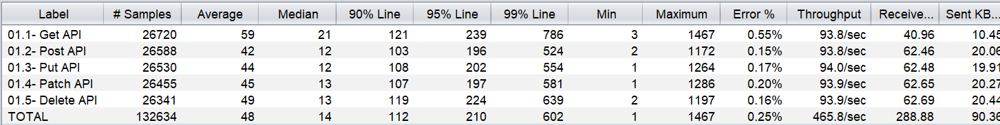 Label # Samples Average Median 90% Line 95% Line 99% Line Min Maximum Error % Throughput Receive... Sent KB...
01.1- Get API 26720 59 21 121 239 786 3 1467 0.55% 93.8/sec 40.96 10.45
01.2- Post API 26588 42 12 103 196 524 2 1172 0.15% 93.8/sec 62.46 20.06
01.3- Put API 26530 44 12 108 202 554 1 1264 0.17% 94.0/sec 62.48 19.91
01.4- Patch API 26455 45 13 107 197 581 1 1286 0.20% 93.9/sec 62.65 20.27
01.5- Delete API 26341 49 13 119 224 639 2 1197 0.16% 93.9/sec 62.69 20.44
TOTAL 132634 48 14 112 210 602 1 1467 0.25% 465.8/sec 288.88 90.36